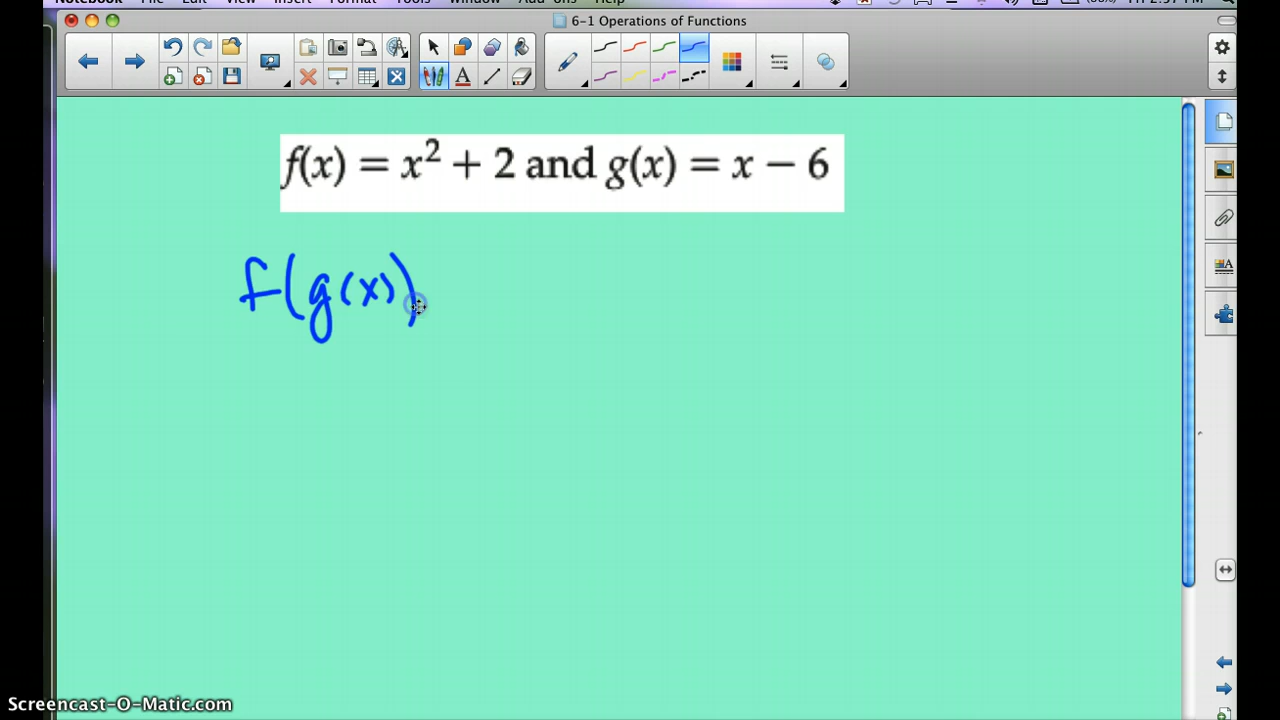 6-1 Operations of Functions
f(x) = x² + 2 and g(x) = x − 6
f(g(x))
Screencast-O-Matic.com